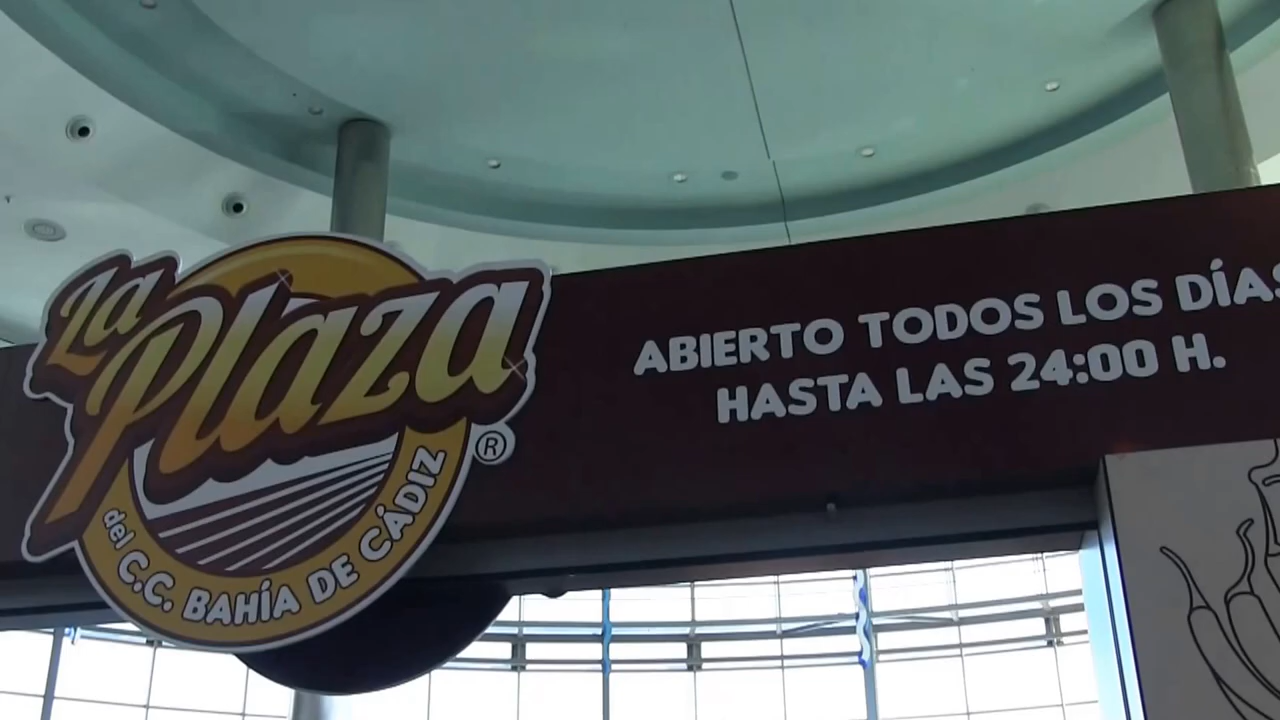 La
Plaza
®
del C.C. BAHÍA DE CÁDIZ
ABIERTO TODOS LOS DÍAS
HASTA LAS 24:00 H.